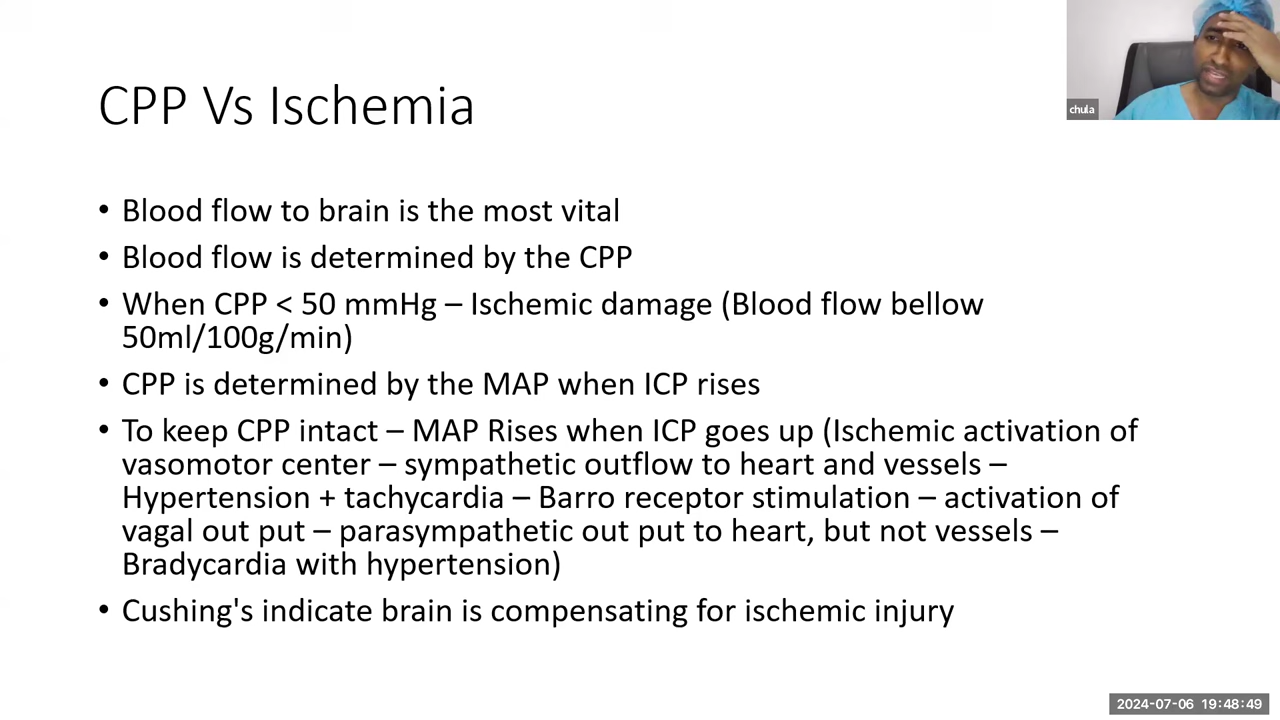 CPP Vs Ischemia
chula
• Blood flow to brain is the most vital
• Blood flow is determined by the CPP
• When CPP < 50 mmHg – Ischemic damage (Blood flow bellow
50ml/100g/min)
• CPP is determined by the MAP when ICP rises
• To keep CPP intact – MAP Rises when ICP goes up (Ischemic activation of
vasomotor center – sympathetic outflow to heart and vessels –
Hypertension + tachycardia – Barro receptor stimulation – activation of
vagal out put – parasympathetic out put to heart, but not vessels –
Bradycardia with hypertension)
• Cushing's indicate brain is compensating for ischemic injury
2024-07-06 19:48:49